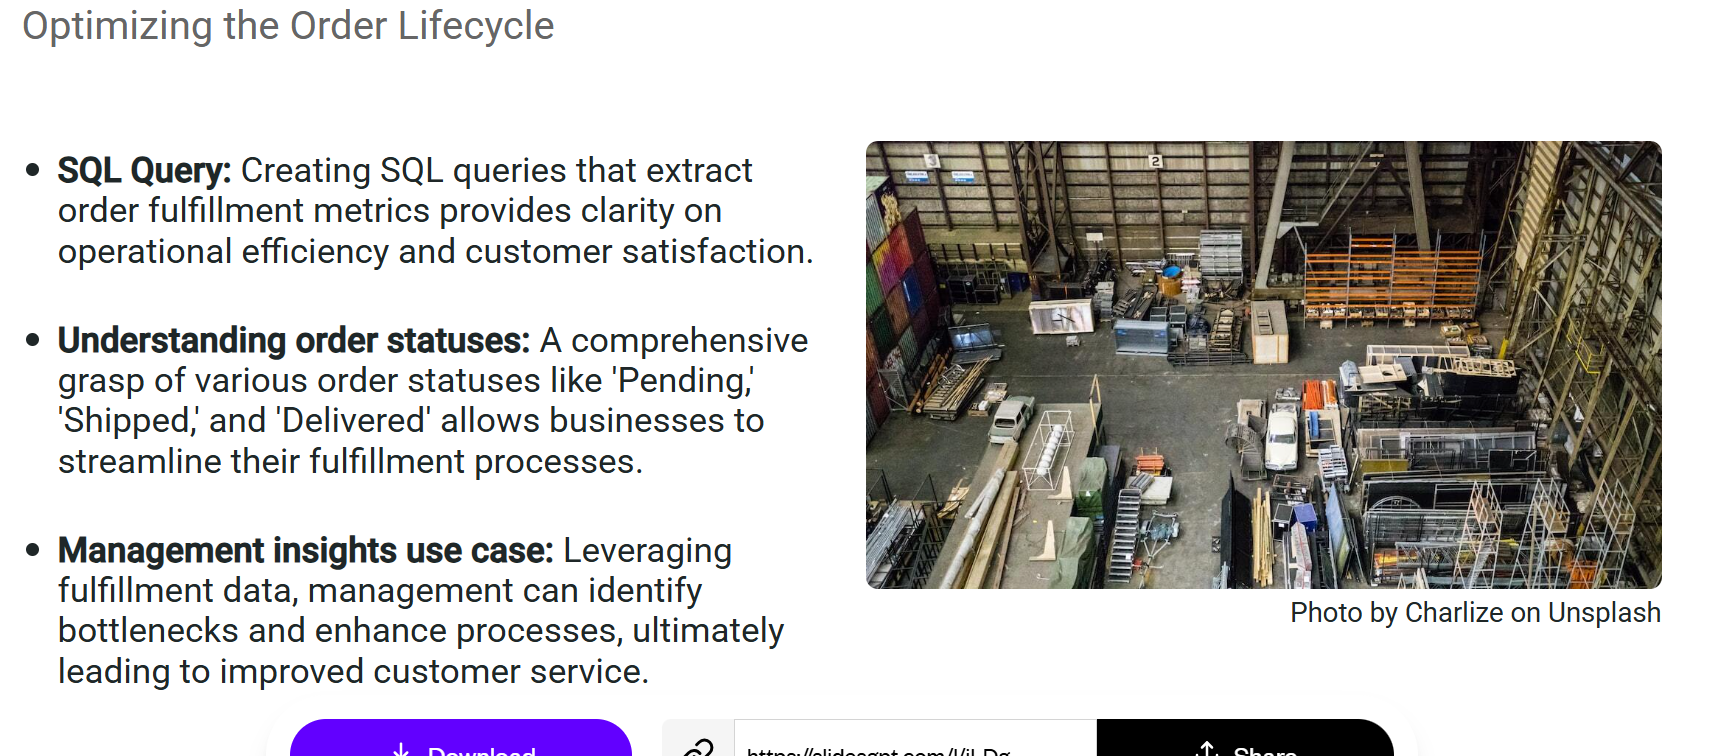 Optimizing the Order Lifecycle
SQL Query: Creating SQL queries that extract
order fulfillment metrics provides clarity on
operational efficiency and customer satisfaction.
Understanding order statuses: A comprehensive
grasp of various order statuses like 'Pending,'
'Shipped,' and 'Delivered' allows businesses to
streamline their fulfillment processes.
Management insights use case: Leveraging
fulfillment data, management can identify
bottlenecks and enhance processes, ultimately
leading to improved customer service.
3
2
Photo by Charlize on Unsplash
Download
Share